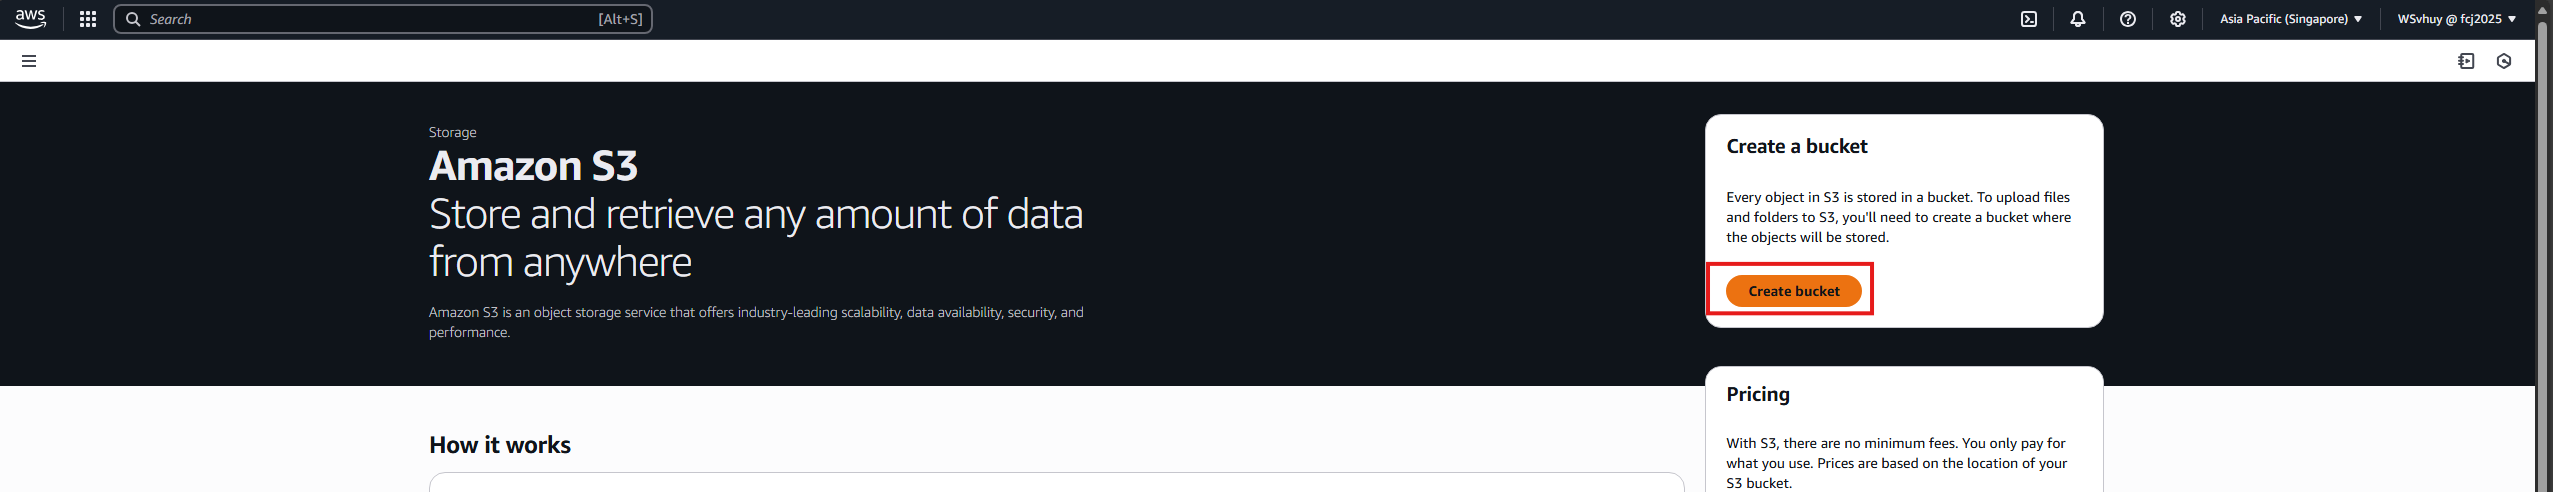 aws
Search [Alt+S]
Asia Pacific (Singapore) ▼
WSvhuy @ fcj2025 ▼
Storage
Amazon S3
Store and retrieve any amount of data
from anywhere
Amazon S3 is an object storage service that offers industry-leading scalability, data availability, security, and
performance.
Create a bucket
Every object in S3 is stored in a bucket. To upload files
and folders to S3, you'll need to create a bucket where
the objects will be stored.
Create bucket
How it works
Pricing
With S3, there are no minimum fees. You only pay for
what you use. Prices are based on the location of your
S3 bucket.